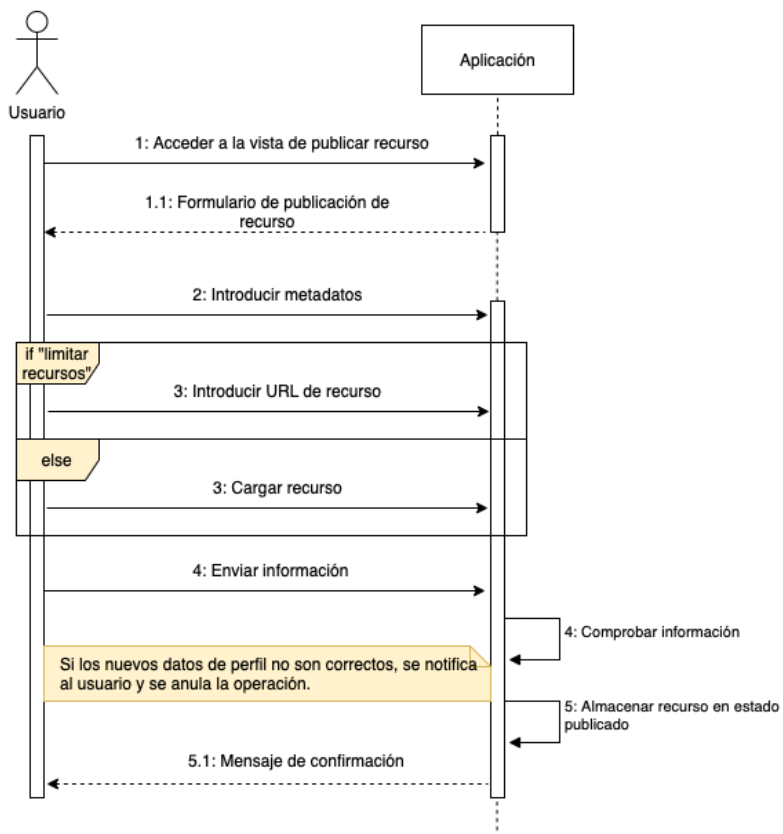 Usuario
Aplicación
1: Acceder a la vista de publicar recurso
1.1: Formulario de publicación de
recurso
2: Introducir metadatos
if "limitar
recursos"
3: Introducir URL de recurso
else
3: Cargar recurso
4: Enviar información
4: Comprobar información
Si los nuevos datos de perfil no son correctos, se notifica
al usuario y se anula la operación.
5: Almacenar recurso en estado
publicado
5.1: Mensaje de confirmación